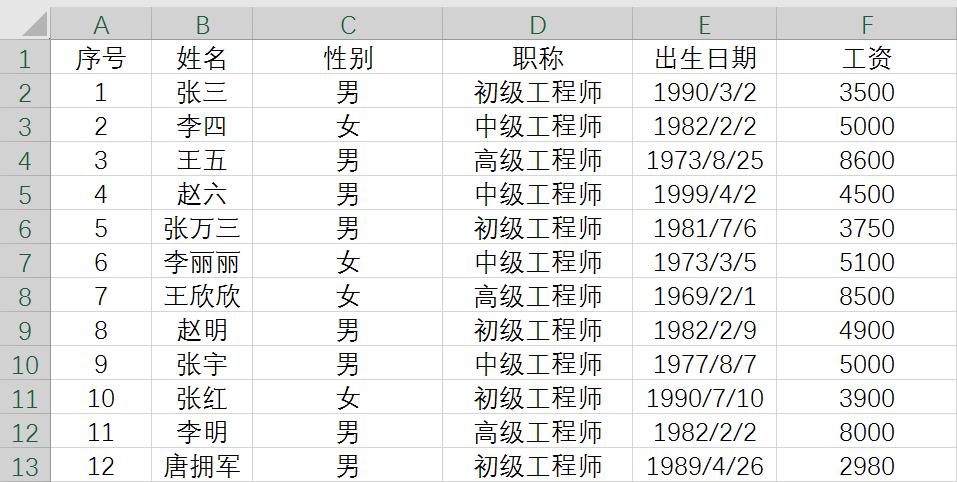 A B C D E F
1 序号 姓名 性别 职称 出生日期 工资
2 1 张三 男 初级工程师 1990/3/2 3500
3 2 李四 女 中级工程师 1982/2/2 5000
4 3 王五 男 高级工程师 1973/8/25 8600
5 4 赵六 男 中级工程师 1999/4/2 4500
6 5 张万三 男 初级工程师 1981/7/6 3750
7 6 李丽丽 女 中级工程师 1973/3/5 5100
8 7 王欣欣 女 高级工程师 1969/2/1 8500
9 8 赵明 男 初级工程师 1982/2/9 4900
10 9 张宇 男 中级工程师 1977/8/7 5000
11 10 张红 女 初级工程师 1990/7/10 3900
12 11 李明 男 高级工程师 1982/2/2 8000
13 12 唐拥军 男 初级工程师 1989/4/26 2980